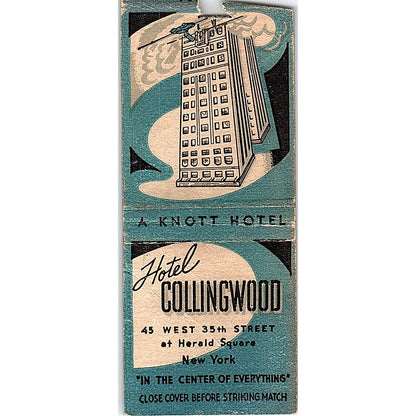 A KNOTT HOTEL
Hotel
COLLINGWOOD
45 WEST 35th STREET
at Herald Square
New York
"IN THE CENTER OF EVERYTHING"
CLOSE COVER BEFORE STRIKING MATCH